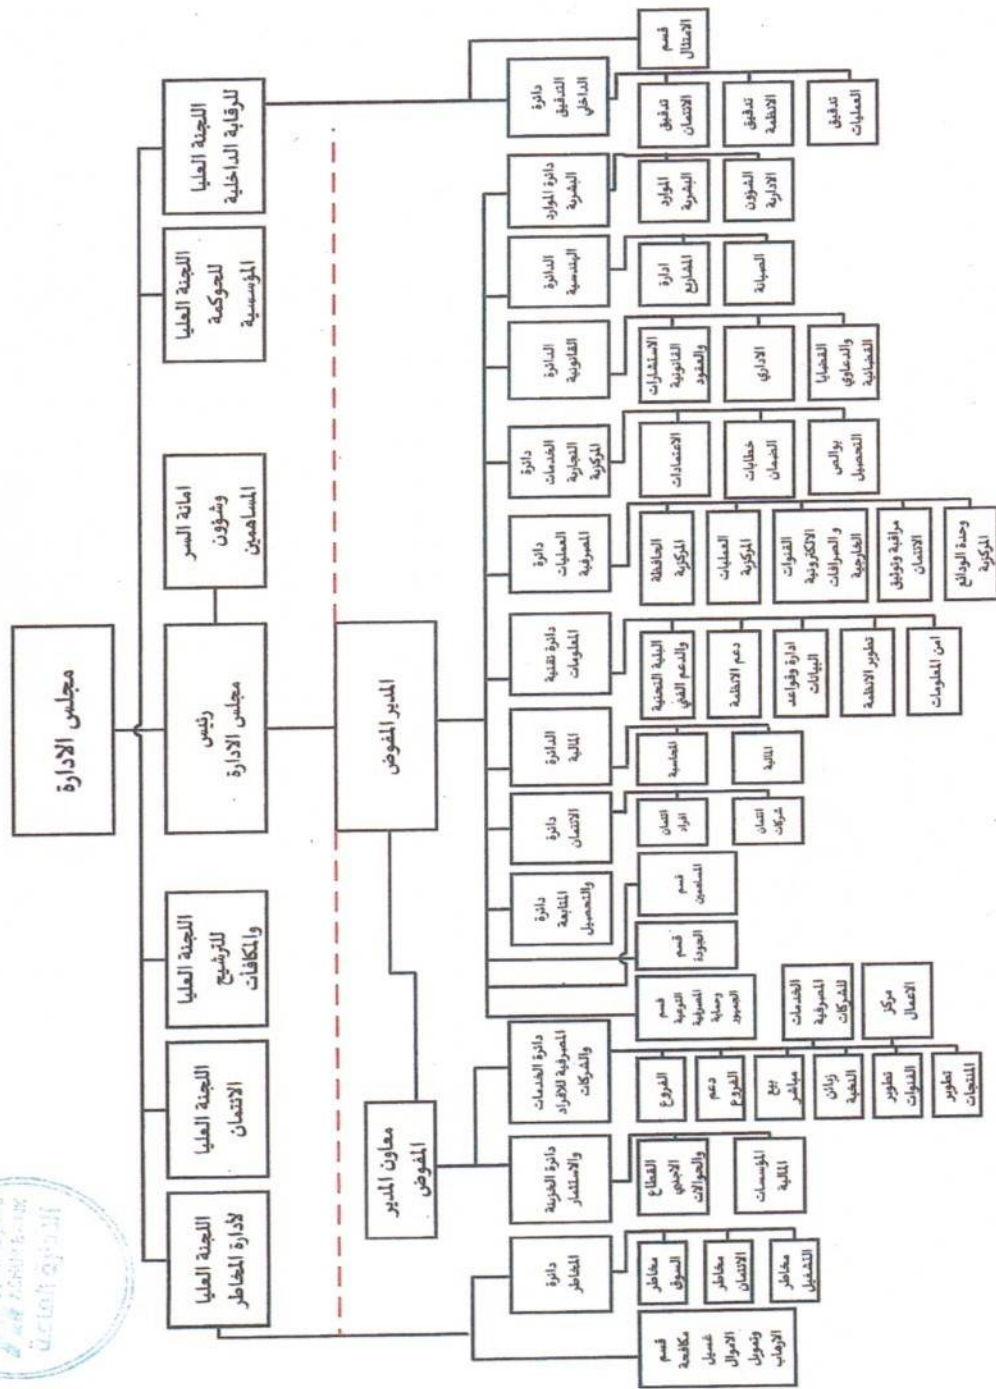 مجلس الادارة
اللجنة العليا
للرقابة الداخلية
اللجنة العليا
للحوكمة
المؤسسية
امانة السر
وشؤون
المساهمين
رئيس
مجلس الادارة
اللجنة العليا
للترشيح
والمكافآت
اللجنة العليا
الائتمان
اللجنة العليا
لأدارة المخاطر
المدير المفوض
معاون المدير
المفوض
دائرة
التدقيق
الداخلي
دائرة الموارد
البشرية
الدائرة
الهندسية
الدائرة
القانونية
دائرة
الخدمات
التجارية
المركزية
دائرة
العمليات
المصرفية
دائرة تقنية
المعلومات
الدائرة
المالية
دائرة
الائتمان
دائرة
المتابعة
والتحصيل
دائرة الخدمات
المصرفية للافراد
والشركات
دائرة الخزينة
والاستثمار
دائرة
المخاطر
قسم
الامتثال
تدقيق
الائتمان
تدقيق
الانظمة
تدقيق
العمليات
الموارد
البشرية
الشؤون
الادارية
ادارة
المشاريع
الصيانة
الاستشارات
القانونية
والعقود
الاداري
القضايا
والدعاوي
القضائية
الاعتمادات
خطابات
الضمان
بوالص
التحصيل
الحافظة
المركزية
العمليات
المركزية
القنوات
الالكترونية
و الصرافات
الخارجية
مراقبة وتوثيق
الائتمان
وحدة الودائع
المركزية
البنية التحتية
والدعم الفني
دعم الانظمة
ادارة وقواعد
البيانات
تطوير الانظمة
امن المعلومات
المحاسبة
المالية
ائتمان
افراد
ائتمان
شركات
قسم
المساهمين
قسم
الجودة
قسم
التوعية
المصرفية
وحماية
الجمهور
الخدمات
المصرفية
للشركات
مركز
الاعمال
الفروع
دعم
الفروع
بيع
مباشر
زبائن
النخبة
تطوير
القنوات
تطوير
المنتجات
القطاع
الاجنبي
والحوالات
المؤسسات
المالية
مخاطر
السوق
مخاطر
الائتمان
مخاطر
التشغيل
قسم
مكافحة
غسيل
الاموال
وتمويل
الارهاب